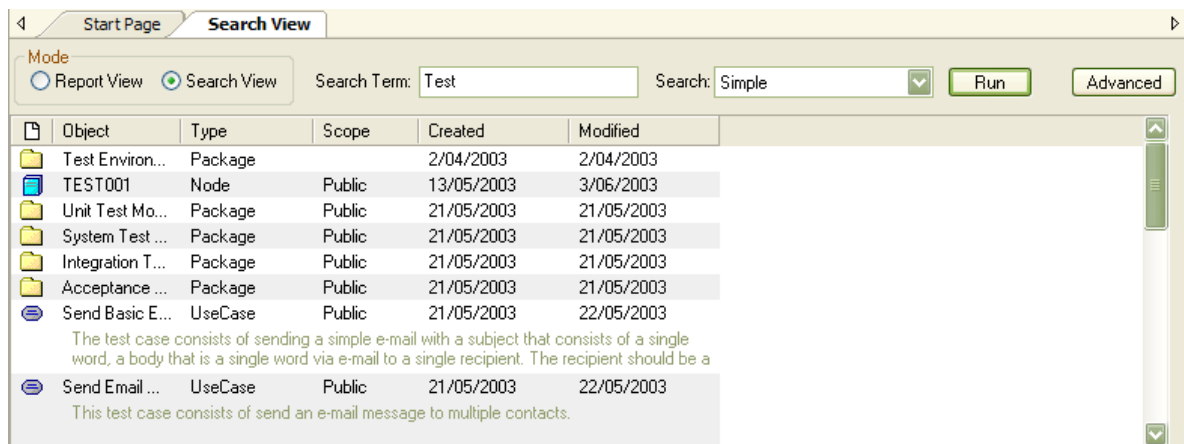 Start Page Search View
Mode
Report View Search View Search Term: Test Search: Simple Run Advanced
Object Type Scope Created Modified
Test Environ... Package 2/04/2003 2/04/2003
TEST001 Node Public 13/05/2003 3/06/2003
Unit Test Mo... Package Public 21/05/2003 21/05/2003
System Test ... Package Public 21/05/2003 21/05/2003
Integration T... Package Public 21/05/2003 21/05/2003
Acceptance ... Package Public 21/05/2003 21/05/2003
Send Basic E... UseCase Public 21/05/2003 22/05/2003
The test case consists of sending a simple e-mail with a subject that consists of a single
word, a body that is a single word via e-mail to a single recipient. The recipient should be a
Send Email ... UseCase Public 21/05/2003 22/05/2003
This test case consists of send an e-mail message to multiple contacts.